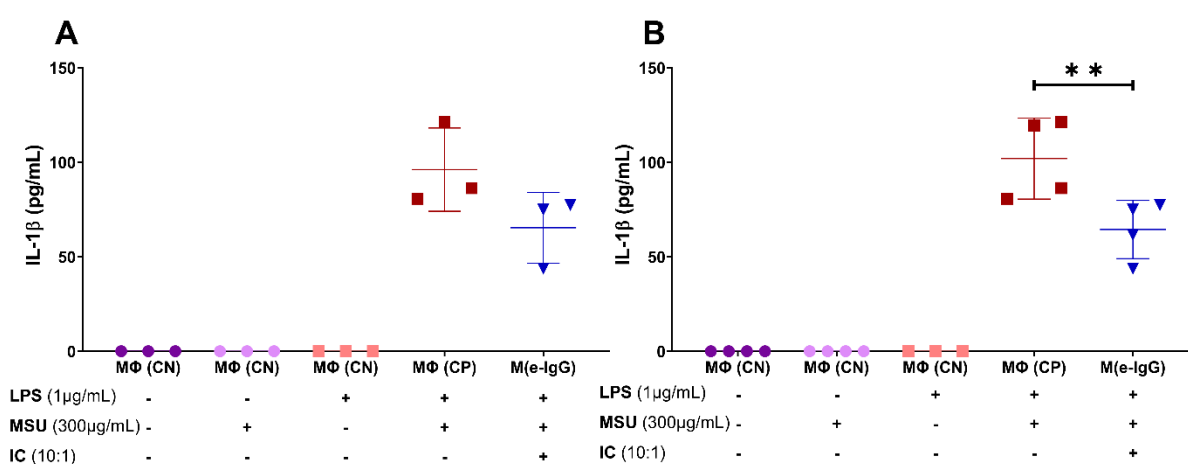 A
IL-1β (pg/mL)
150
100
50
0
MΦ (CN) MΦ (CN) MΦ (CN) MΦ (CP) M(e-IgG)
LPS (1µg/mL) - - + + +
MSU (300µg/mL) - + - + +
IC (10:1) - - - - +
B
**
IL-1β (pg/mL)
150
100
50
0
MΦ (CN) MΦ (CN) MΦ (CN) MΦ (CP) M(e-IgG)
LPS (1µg/mL) - - + + +
MSU (300µg/mL) - + - + +
IC (10:1) - - - - +